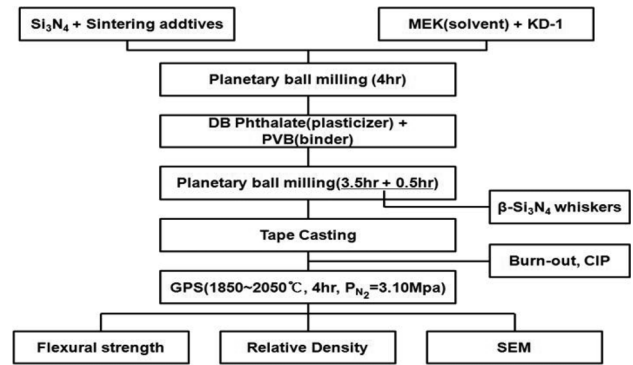 Si₃N₄ + Sintering addtives
MEK(solvent) + KD-1
Planetary ball milling (4hr)
DB Phthalate(plasticizer) +
PVB(binder)
Planetary ball milling(3.5hr + 0.5hr)
β-Si₃N₄ whiskers
Tape Casting
Burn-out, CIP
GPS(1850~2050℃, 4hr, P_N₂=3.10Mpa)
Flexural strength
Relative Density
SEM